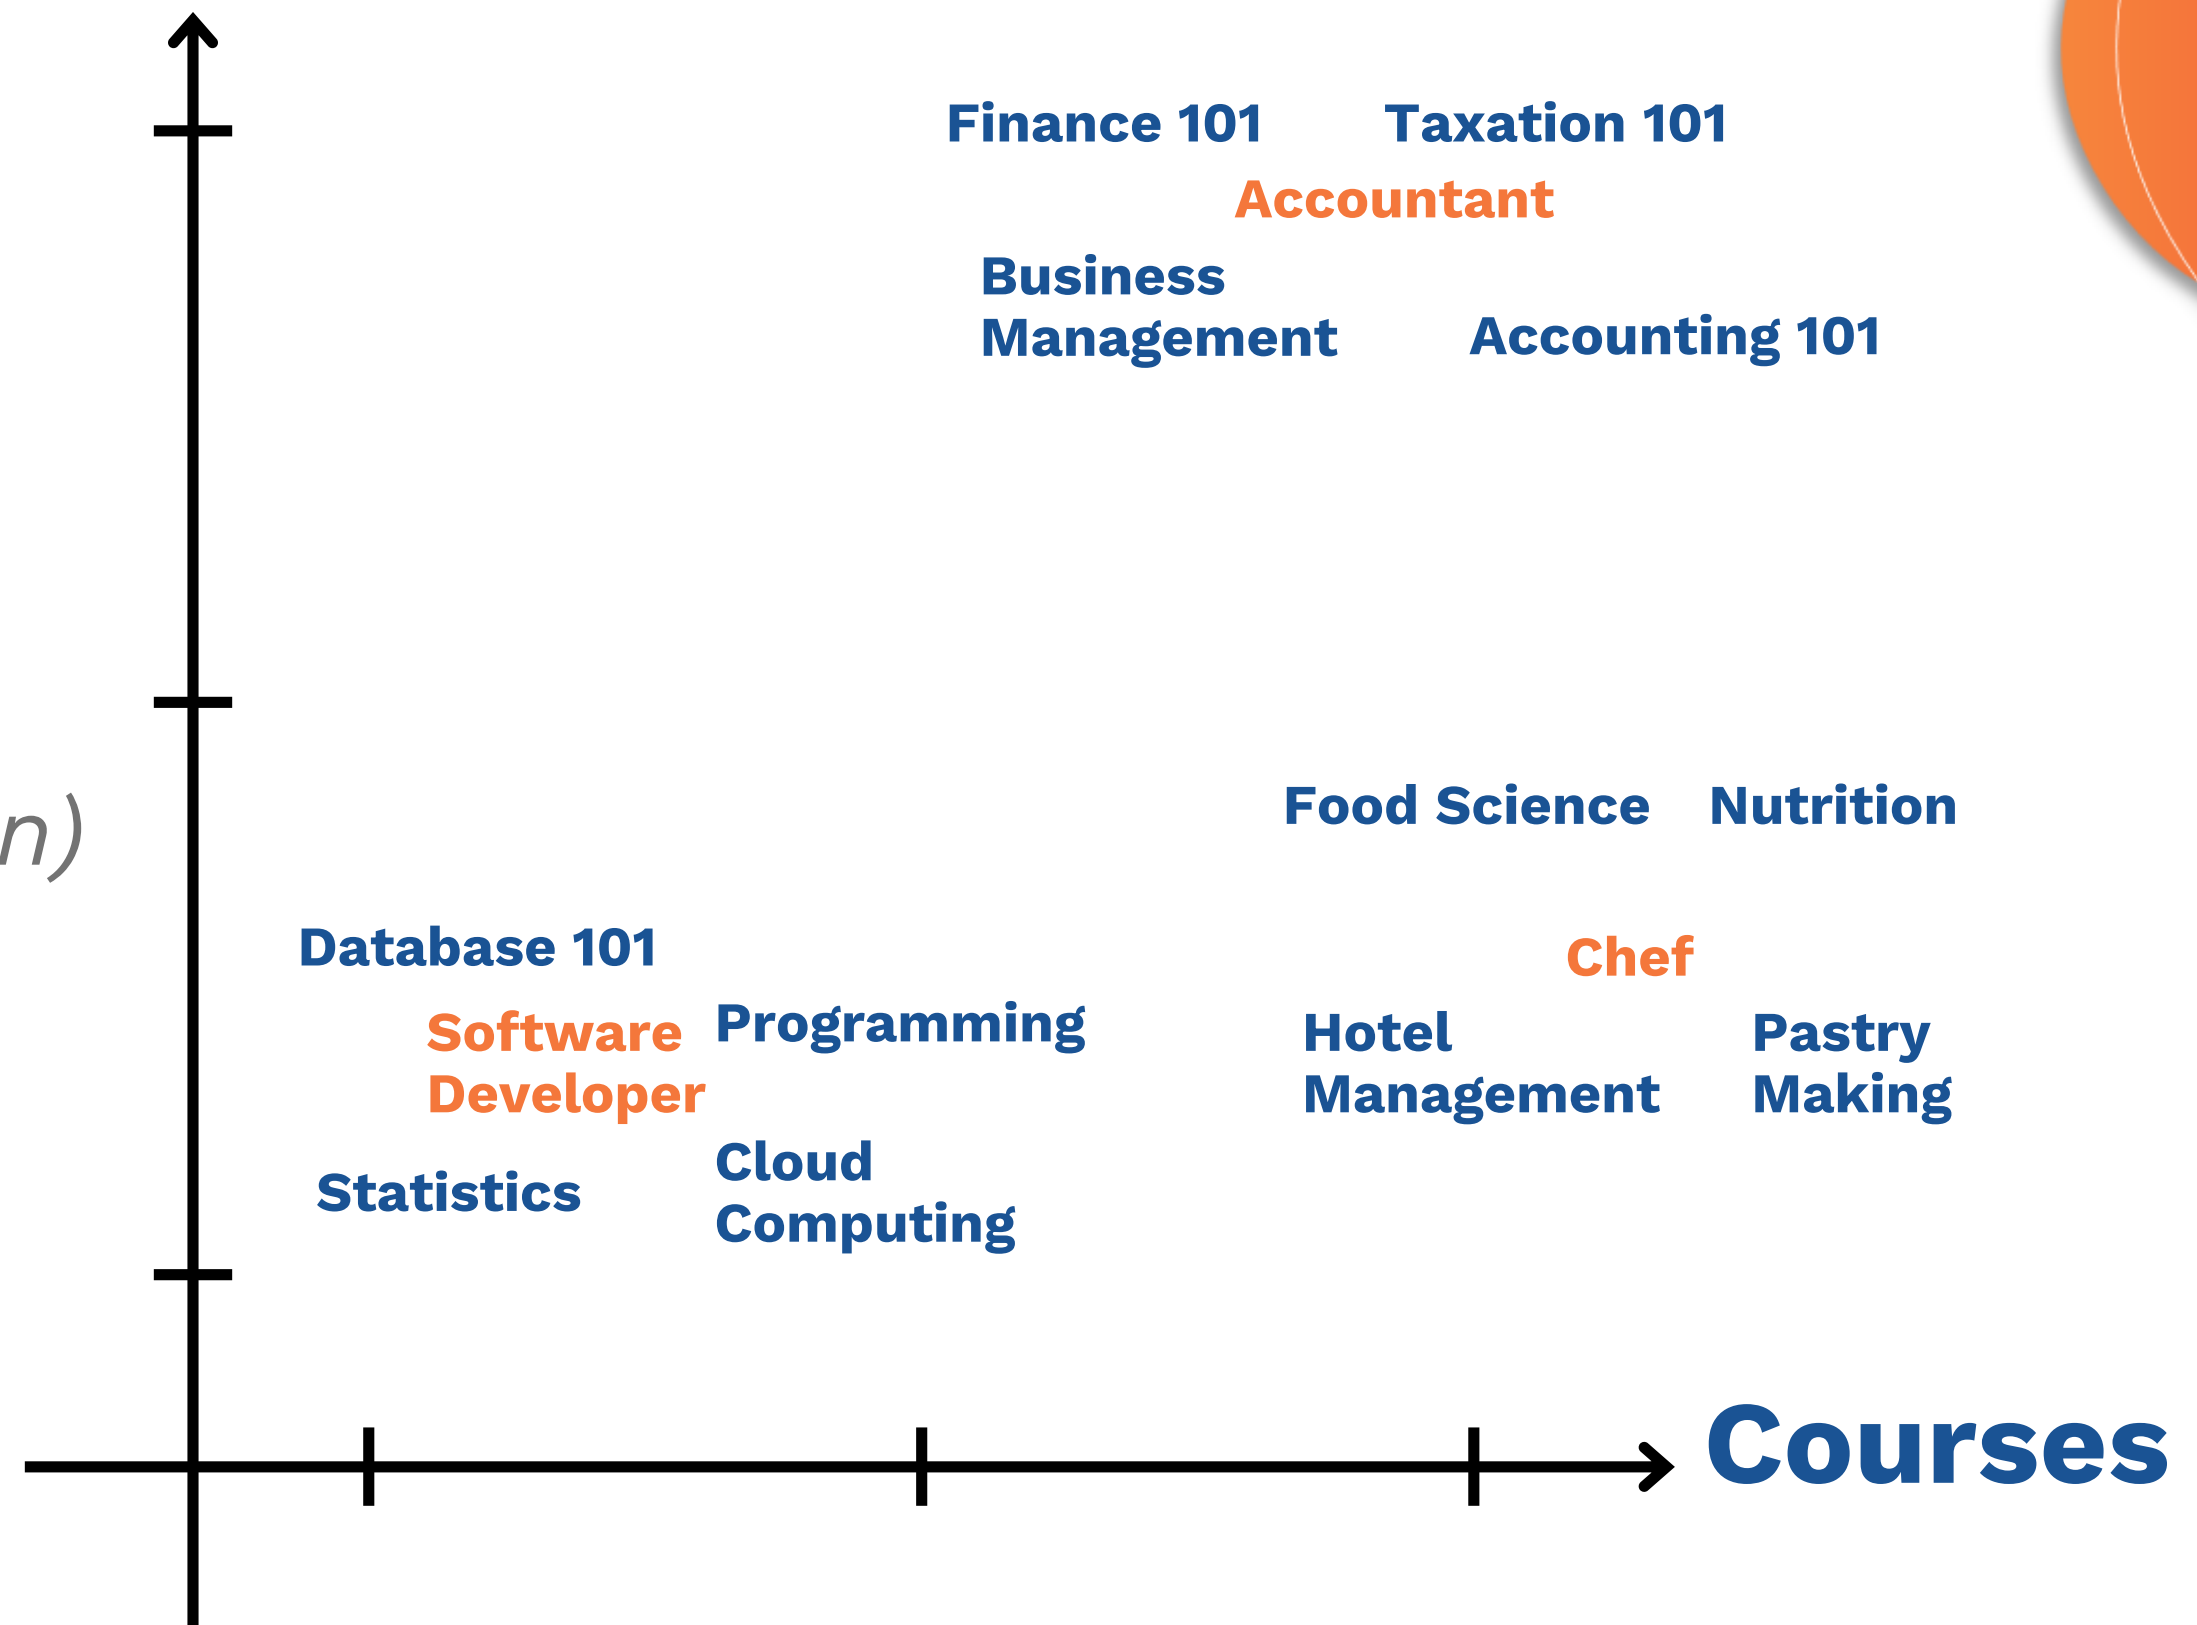 Finance 101 Taxation 101
Accountant
Business
Management Accounting 101
Food Science Nutrition
n)
Database 101 Chef
Software Programming Hotel Pastry
Developer Management Making
Cloud
Statistics Computing
Courses